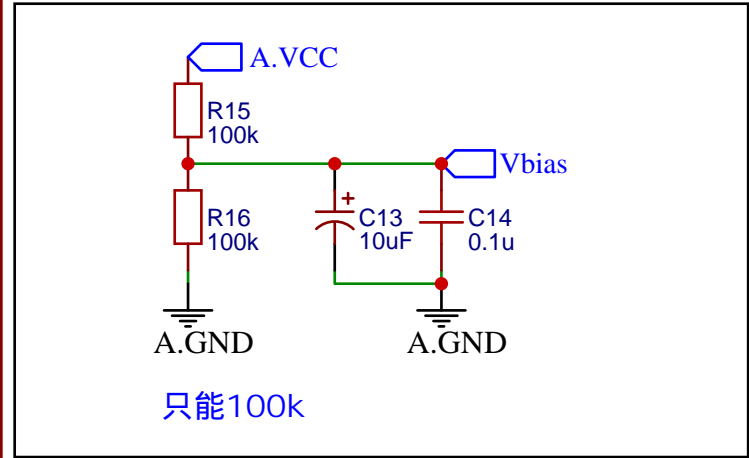 A.VCC
R15
100k
Vbias
R16
100k
+
C13
10uF
C14
0.1u
A.GND
A.GND
只能100k